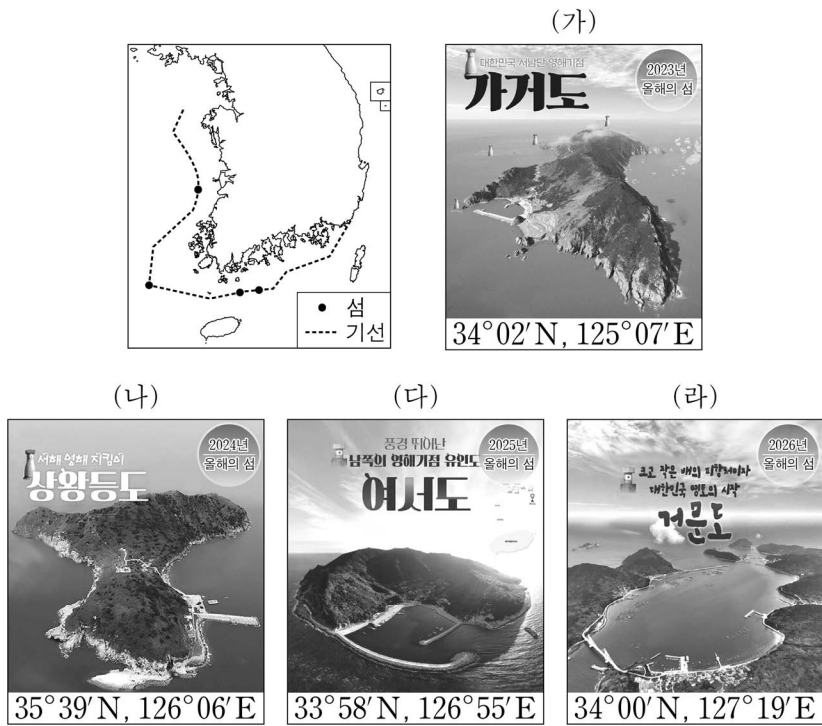 (가)
섬
기선
대한민국 서남단 영해기점
가거도
2023년
올해의 섬
34°02′N, 125°07′E
(나)
서해 영해 지킴이
상왕등도
2024년
올해의 섬
35°39′N, 126°06′E
(다)
풍경 뛰어난
남쪽의 영해기점 유인도
여서도
2025년
올해의 섬
33°58′N, 126°55′E
(라)
크고 작은 배의 피항처이자
대한민국 영토의 시작
거문도
2026년
올해의 섬
34°00′N, 127°19′E